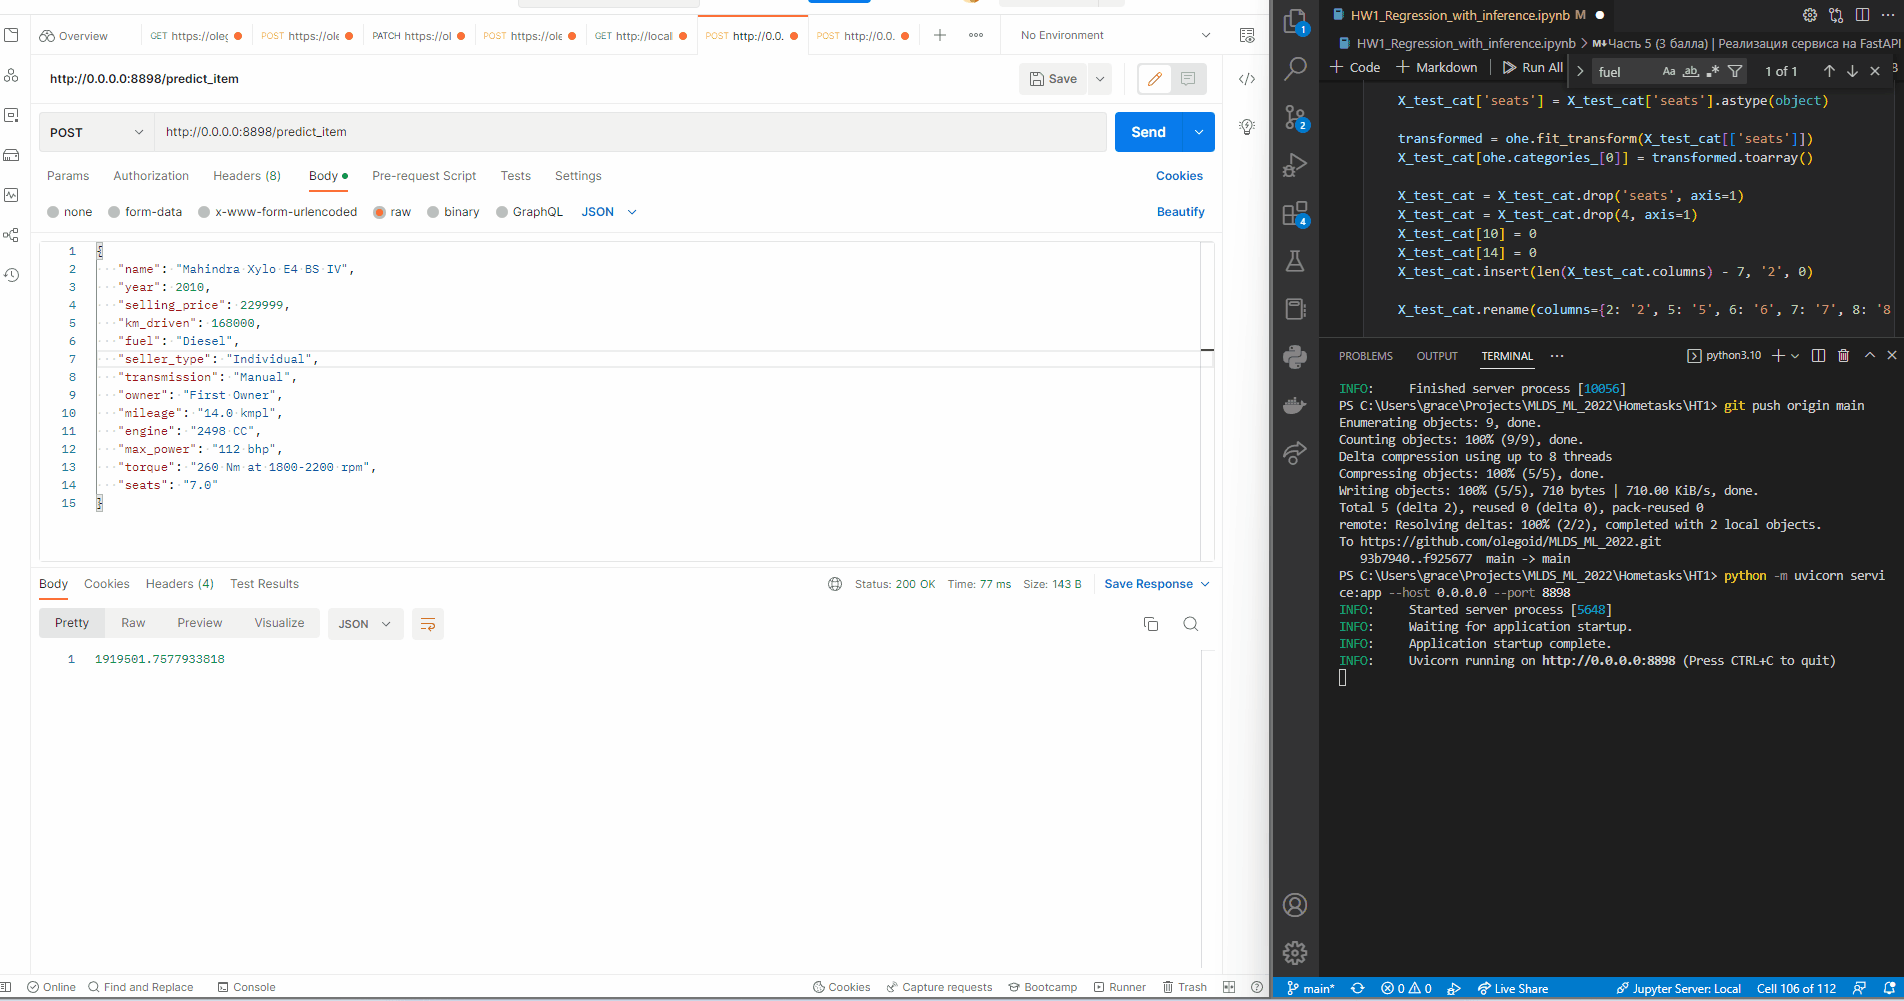 Overview
GET https://oleg
POST https://ole
PATCH https://ol
POST https://ole
GET http://local
POST http://0.0.
POST http://0.0.
No Environment
http://0.0.0.0:8898/predict_item
Save
POST
http://0.0.0.0:8898/predict_item
Send
Params
Authorization
Headers (8)
Body
Pre-request Script
Tests
Settings
Cookies
none
form-data
x-www-form-urlencoded
raw
binary
GraphQL
JSON
Beautify
1 {
2 "name": "Mahindra Xylo E4 BS IV",
3 "year": 2010,
4 "selling_price": 229999,
5 "km_driven": 168000,
6 "fuel": "Diesel",
7 "seller_type": "Individual",
8 "transmission": "Manual",
9 "owner": "First Owner",
10 "mileage": "14.0 kmpl",
11 "engine": "2498 CC",
12 "max_power": "112 bhp",
13 "torque": "260 Nm at 1800-2200 rpm",
14 "seats": "7.0"
15 }
Body
Cookies
Headers (4)
Test Results
Status: 200 OK
Time: 77 ms
Size: 143 B
Save Response
Pretty
Raw
Preview
Visualize
JSON
1 1919501.7577933818
Online
Find and Replace
Console
Cookies
Capture requests
Bootcamp
Runner
Trash
1
2
4
HW1_Regression_with_inference.ipynb M
HW1_Regression_with_inference.ipynb > M↓Часть 5 (3 балла) | Реализация сервиса на FastAPI
Code
Markdown
Run All
fuel
Aa
ab
.*
1 of 1
X_test_cat['seats'] = X_test_cat['seats'].astype(object)
transformed = ohe.fit_transform(X_test_cat[['seats']])
X_test_cat[ohe.categories_[0]] = transformed.toarray()
X_test_cat = X_test_cat.drop('seats', axis=1)
X_test_cat = X_test_cat.drop(4, axis=1)
X_test_cat[10] = 0
X_test_cat[14] = 0
X_test_cat.insert(len(X_test_cat.columns) - 7, '2', 0)
X_test_cat.rename(columns={2: '2', 5: '5', 6: '6', 7: '7', 8: '8
PROBLEMS
OUTPUT
TERMINAL
python3.10
INFO: Finished server process [10056]
PS C:\Users\grace\Projects\MLDS_ML_2022\Hometasks\HT1> git push origin main
Enumerating objects: 9, done.
Counting objects: 100% (9/9), done.
Delta compression using up to 8 threads
Compressing objects: 100% (5/5), done.
Writing objects: 100% (5/5), 710 bytes | 710.00 KiB/s, done.
Total 5 (delta 2), reused 0 (delta 0), pack-reused 0
remote: Resolving deltas: 100% (2/2), completed with 2 local objects.
To https://github.com/olegoid/MLDS_ML_2022.git
93b7940..f925677 main -> main
PS C:\Users\grace\Projects\MLDS_ML_2022\Hometasks\HT1> python -m uvicorn servi
ce:app --host 0.0.0.0 --port 8898
INFO: Started server process [5648]
INFO: Waiting for application startup.
INFO: Application startup complete.
INFO: Uvicorn running on http://0.0.0.0:8898 (Press CTRL+C to quit)
main*
0
0
Live Share
Jupyter Server: Local
Cell 106 of 112